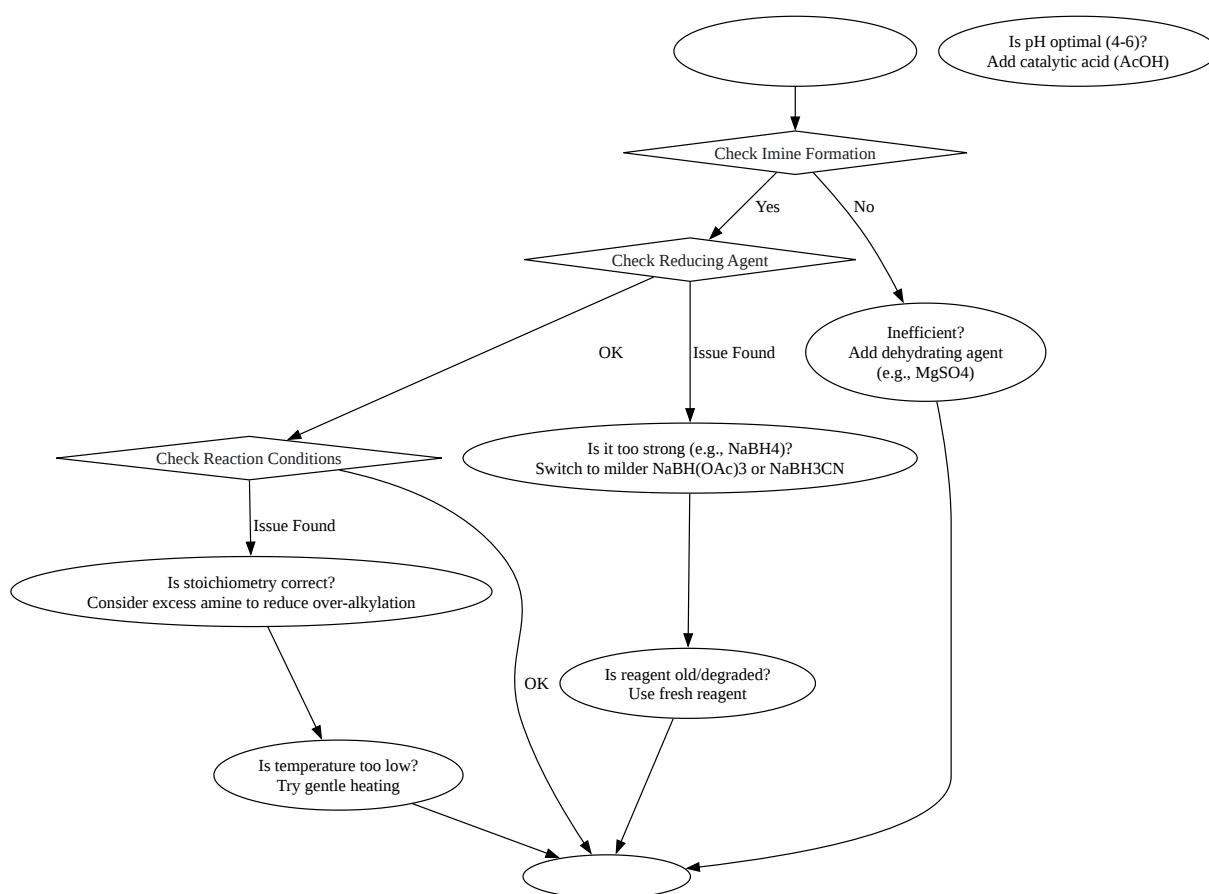 Is pH optimal (4-6)?
Add catalytic acid (AcOH)
Check Imine Formation
Yes
No
Check Reducing Agent
OK
Issue Found
Inefficient?
Add dehydrating agent
(e.g., MgSO4)
Check Reaction Conditions
Is it too strong (e.g., NaBH4)?
Switch to milder NaBH(OAc)3 or NaBH3CN
Issue Found
Is stoichiometry correct?
Consider excess amine to reduce over-alkylation
OK
Is reagent old/degraded?
Use fresh reagent
Is temperature too low?
Try gentle heating